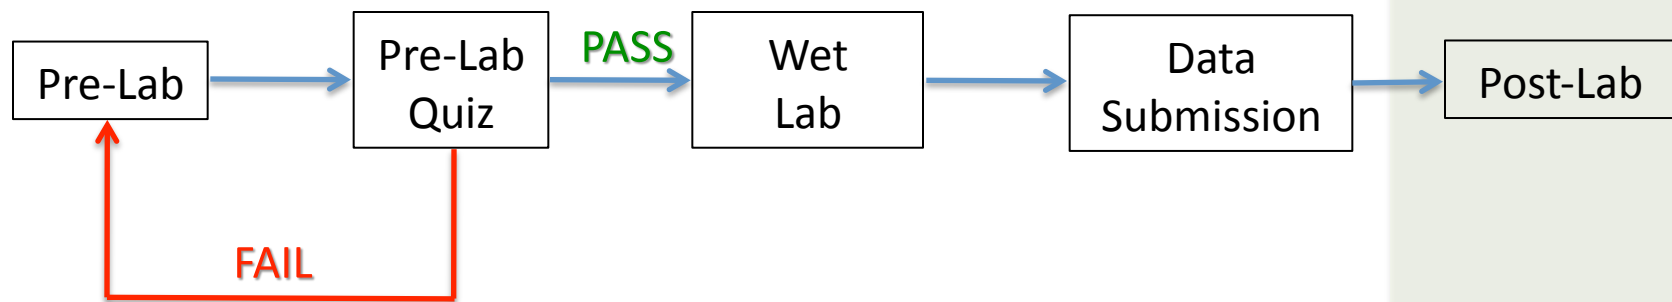 Pre-Lab
Pre-Lab
Quiz
PASS
Wet
Lab
Data
Submission
Post-Lab
FAIL